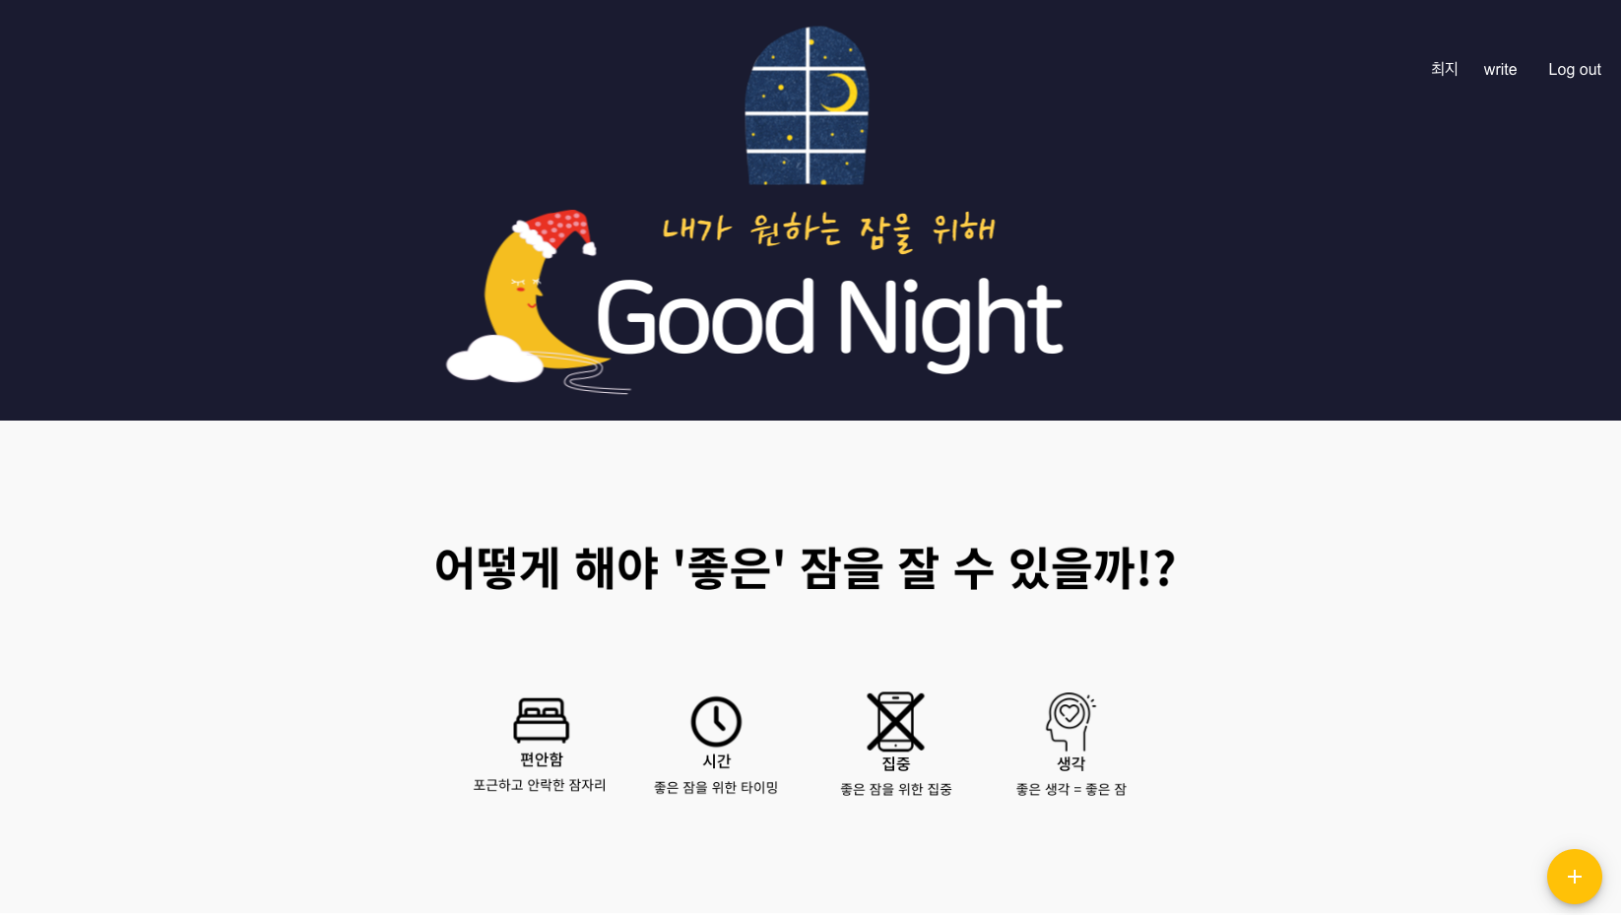 최지 write Log out
내가 원하는 잠을 위해
Good Night
어떻게 해야 '좋은' 잠을 잘 수 있을까!?
편안함
포근하고 안락한 잠자리
시간
좋은 잠을 위한 타이밍
집중
좋은 잠을 위한 집중
생각
좋은 생각 = 좋은 잠